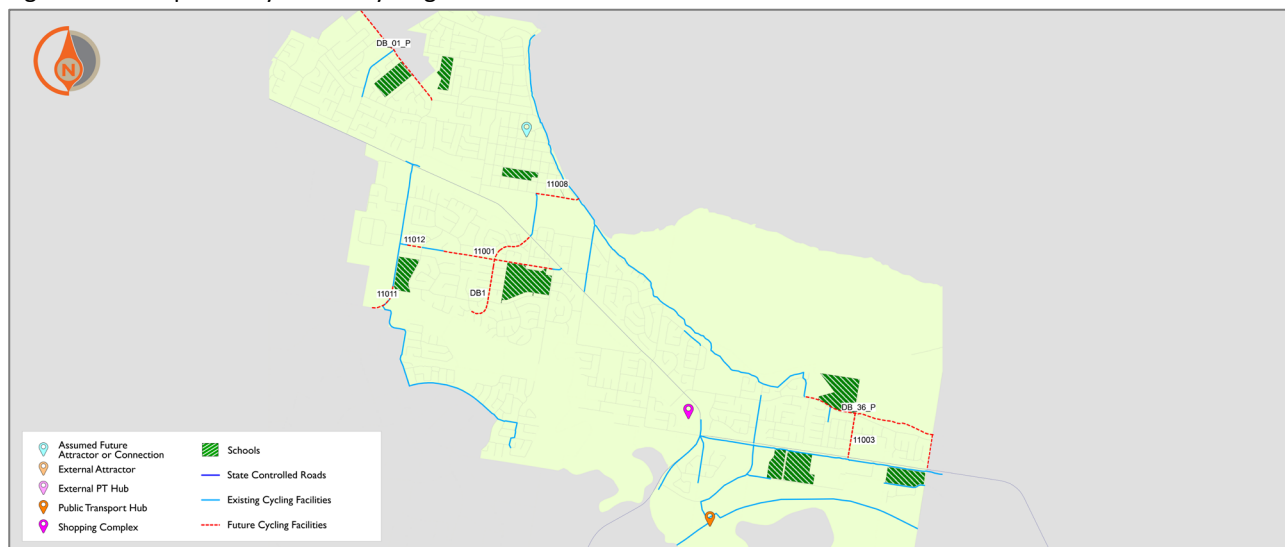 DB_01_P
N
11008
11012
11001
11011
DB1
DB_36_P
11003
Assumed Future
Attractor or Connection
External Attractor
External PT Hub
Public Transport Hub
Shopping Complex
Schools
State Controlled Roads
Existing Cycling Facilities
Future Cycling Facilities